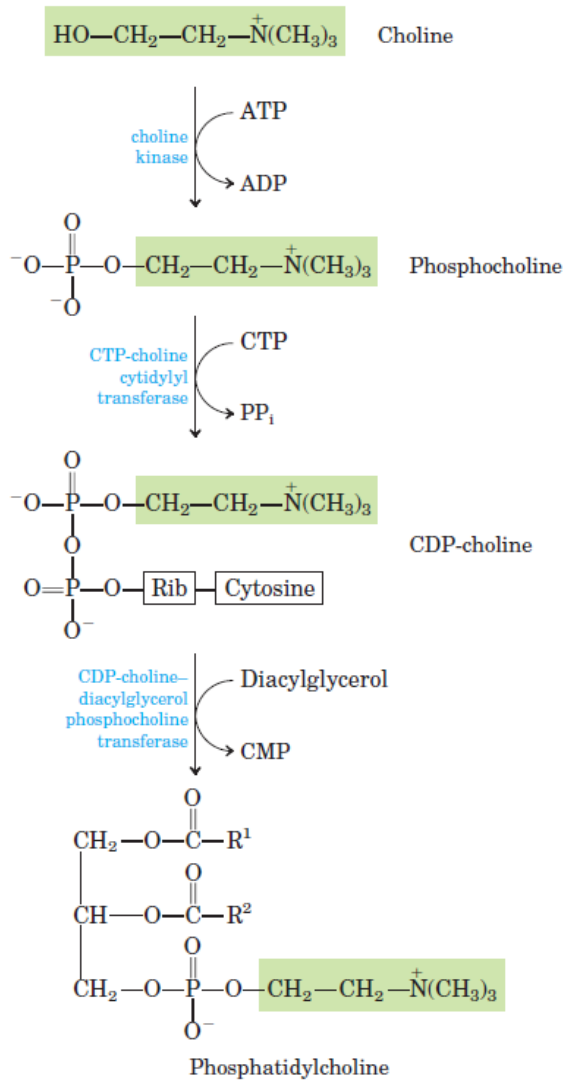 HO—CH₂—CH₂—N⁺(CH₃)₃ Choline
ATP
choline
kinase
ADP
O
⁻O—P—O—CH₂—CH₂—N⁺(CH₃)₃ Phosphocholine
⁻O
CTP-choline
cytidylyl
transferase
CTP
PPᵢ
O
⁻O—P—O—CH₂—CH₂—N⁺(CH₃)₃
O
CDP-choline
O=P—O—Rib—Cytosine
O⁻
CDP-choline–
diacylglycerol
phosphocholine
transferase
Diacylglycerol
CMP
O
CH₂—O—C—R¹
O
CH—O—C—R²
O
CH₂—O—P—O—CH₂—CH₂—N⁺(CH₃)₃
O⁻
Phosphatidylcholine